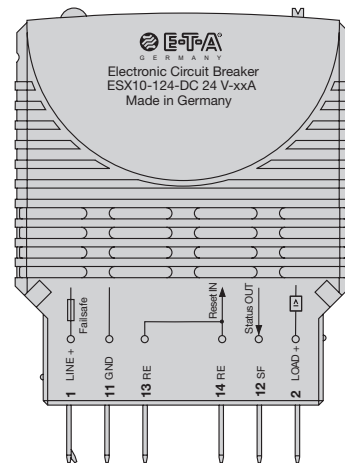 E-T-A®
GERMANY
Electronic Circuit Breaker
ESX10-124-DC 24 V-xxA
Made in Germany
Failsafe
Reset IN
Status OUT
I>
1 LINE +
11 GND
13 RE
14 RE
12 SF
2 LOAD +